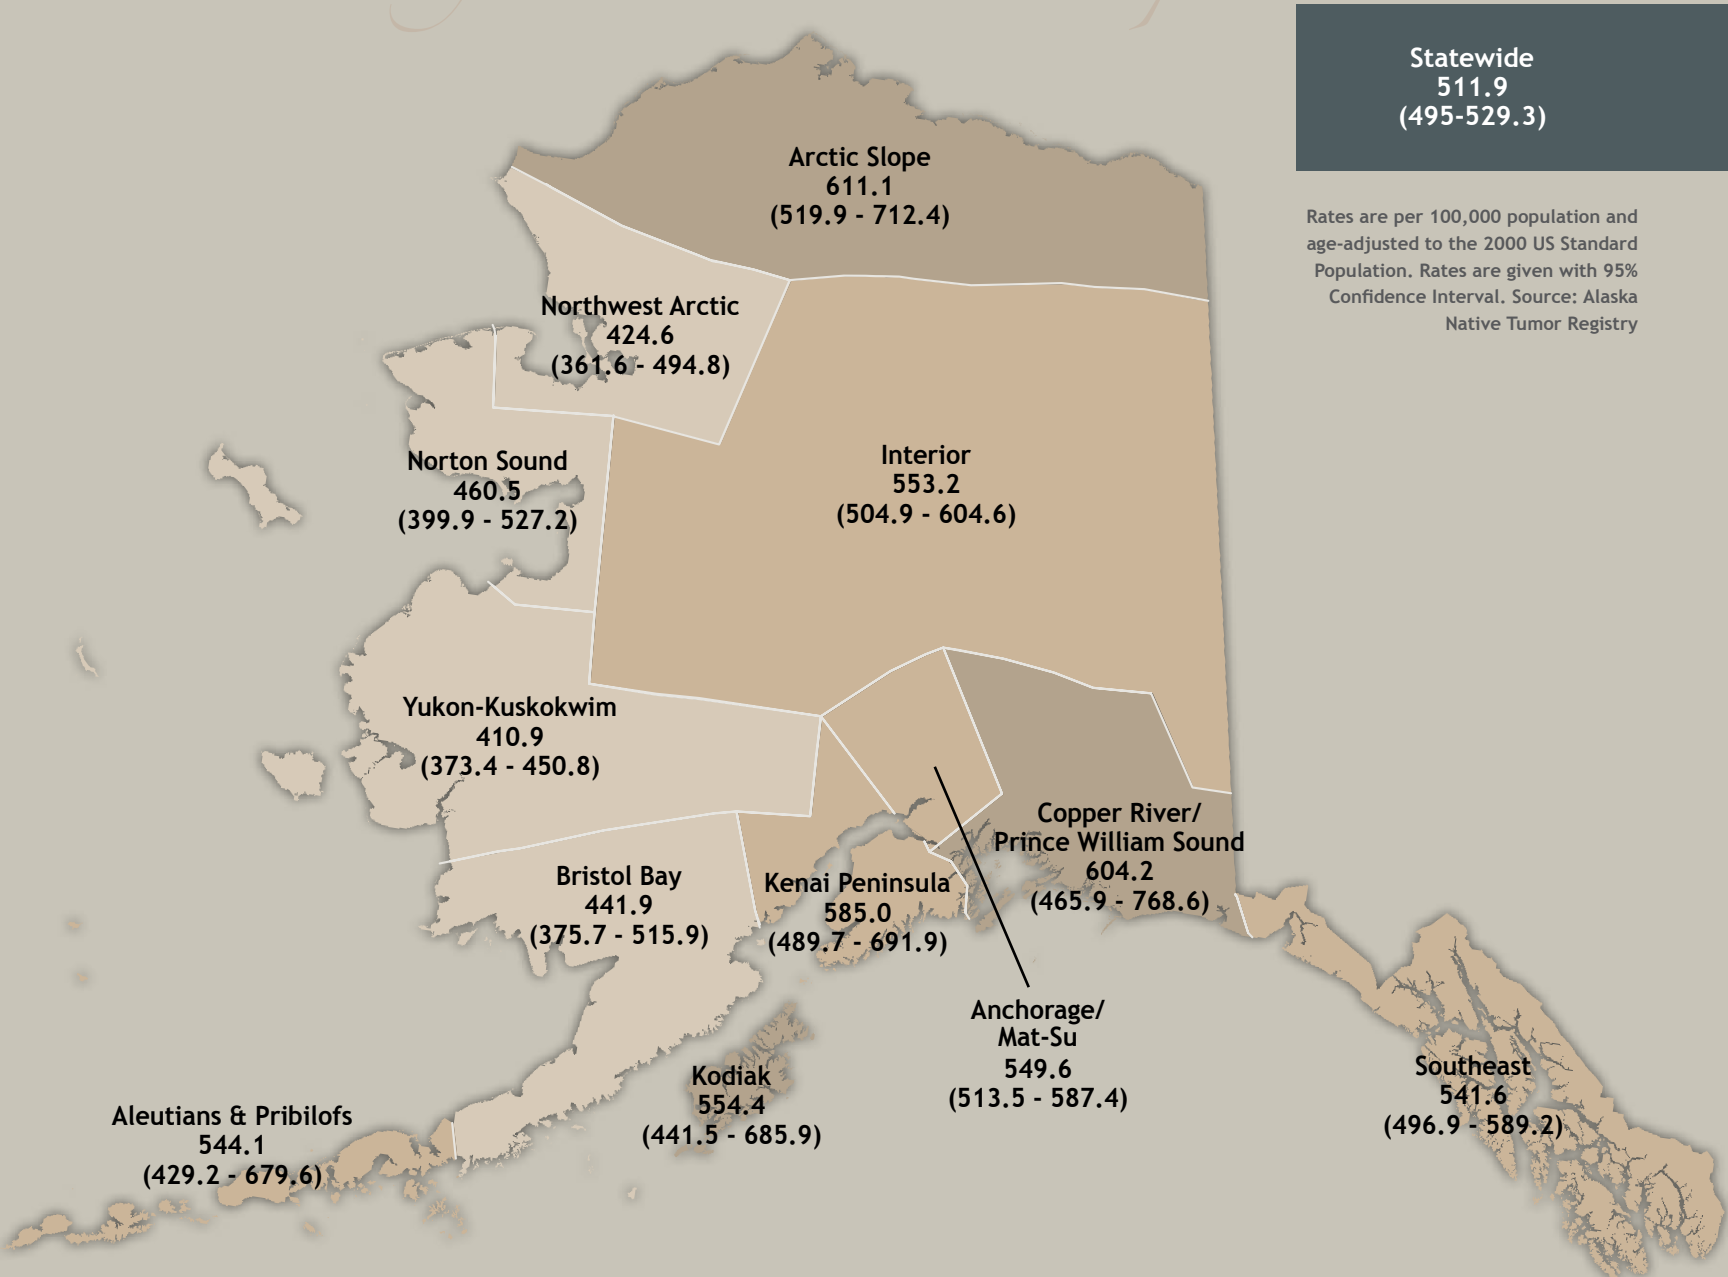 Statewide
511.9
(495-529.3)
Rates are per 100,000 population and
age-adjusted to the 2000 US Standard
Population. Rates are given with 95%
Confidence Interval. Source: Alaska
Native Tumor Registry
Arctic Slope
611.1
(519.9 - 712.4)
Northwest Arctic
424.6
(361.6 - 494.8)
Norton Sound
460.5
(399.9 - 527.2)
Interior
553.2
(504.9 - 604.6)
Yukon-Kuskokwim
410.9
(373.4 - 450.8)
Copper River/
Prince William Sound
604.2
(465.9 - 768.6)
Bristol Bay
441.9
(375.7 - 515.9)
Kenai Peninsula
585.0
(489.7 - 691.9)
Anchorage/
Mat-Su
549.6
(513.5 - 587.4)
Kodiak
554.4
(441.5 - 685.9)
Southeast
541.6
(496.9 - 589.2)
Aleutians & Pribilofs
544.1
(429.2 - 679.6)